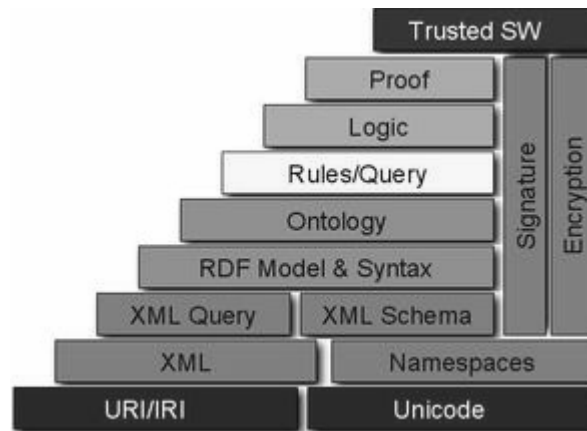 Trusted SW
Proof
Logic
Rules/Query
Ontology
RDF Model & Syntax
XML Query
XML Schema
Signature
Encryption
XML
Namespaces
URI/IRI
Unicode